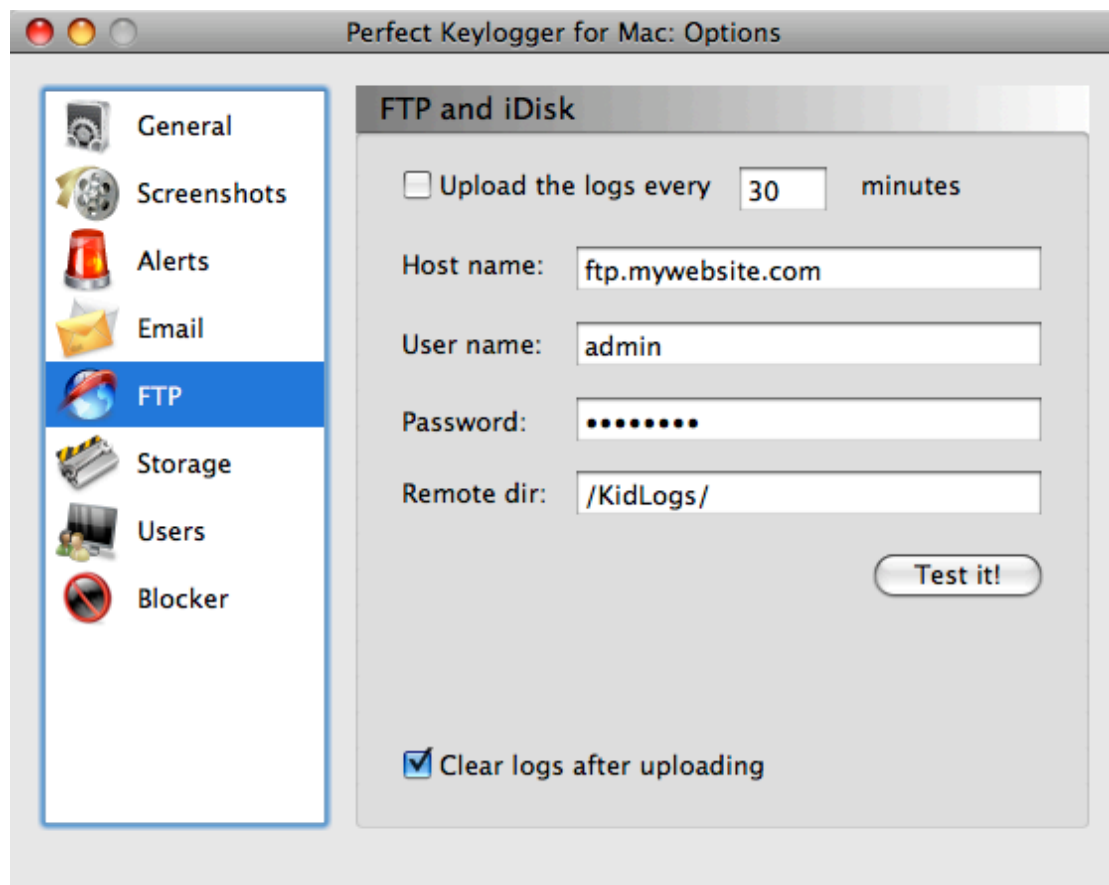 Perfect Keylogger for Mac: Options
General
Screenshots
Alerts
Email
FTP
Storage
Users
Blocker
FTP and iDisk
Upload the logs every 30 minutes
Host name: ftp.mywebsite.com
User name: admin
Password: ••••••••
Remote dir: /KidLogs/
Test it!
Clear logs after uploading